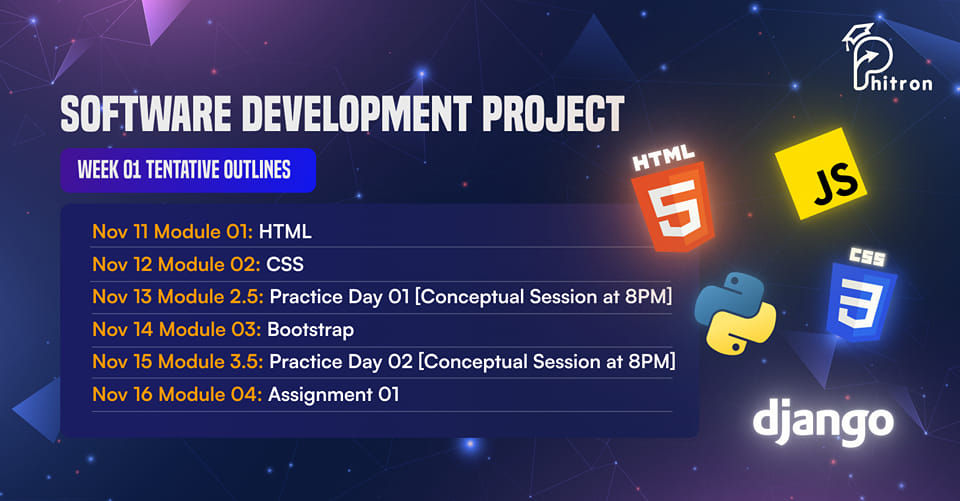 Phitron
SOFTWARE DEVELOPMENT PROJECT
WEEK 01 TENTATIVE OUTLINES
Nov 11 Module 01: HTML
Nov 12 Module 02: CSS
Nov 13 Module 2.5: Practice Day 01 [Conceptual Session at 8PM]
Nov 14 Module 03: Bootstrap
Nov 15 Module 3.5: Practice Day 02 [Conceptual Session at 8PM]
Nov 16 Module 04: Assignment 01
HTML
5
JS
CSS
3
django